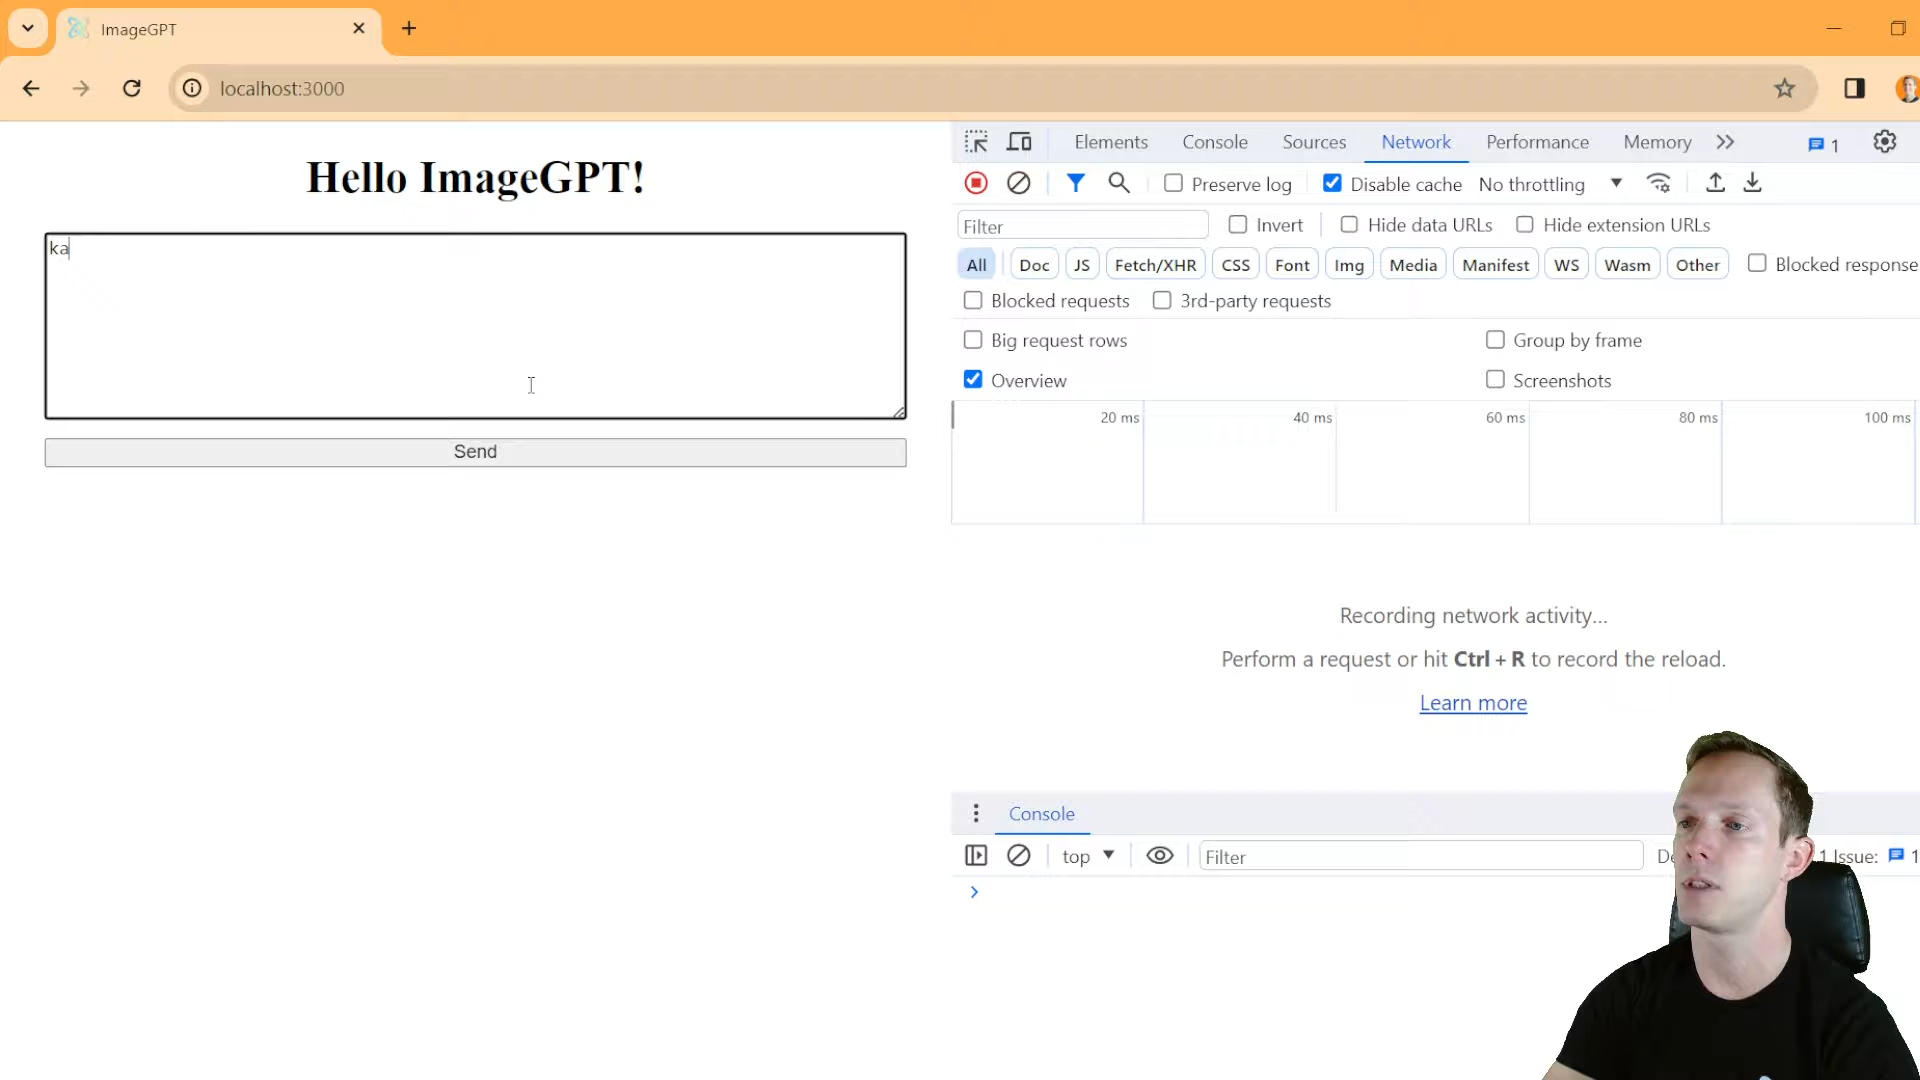 ImageGPT
localhost:3000
Hello ImageGPT!
ka
Send
Elements Console Sources Network Performance Memory 1
Preserve log Disable cache No throttling
Filter Invert Hide data URLs Hide extension URLs
All Doc JS Fetch/XHR CSS Font Img Media Manifest WS Wasm Other Blocked response
Blocked requests 3rd-party requests
Big request rows Group by frame
Overview Screenshots
20 ms 40 ms 60 ms 80 ms 100 ms
Recording network activity...
Perform a request or hit Ctrl + R to record the reload.
Learn more
Console
top Filter 1 Issue: 1